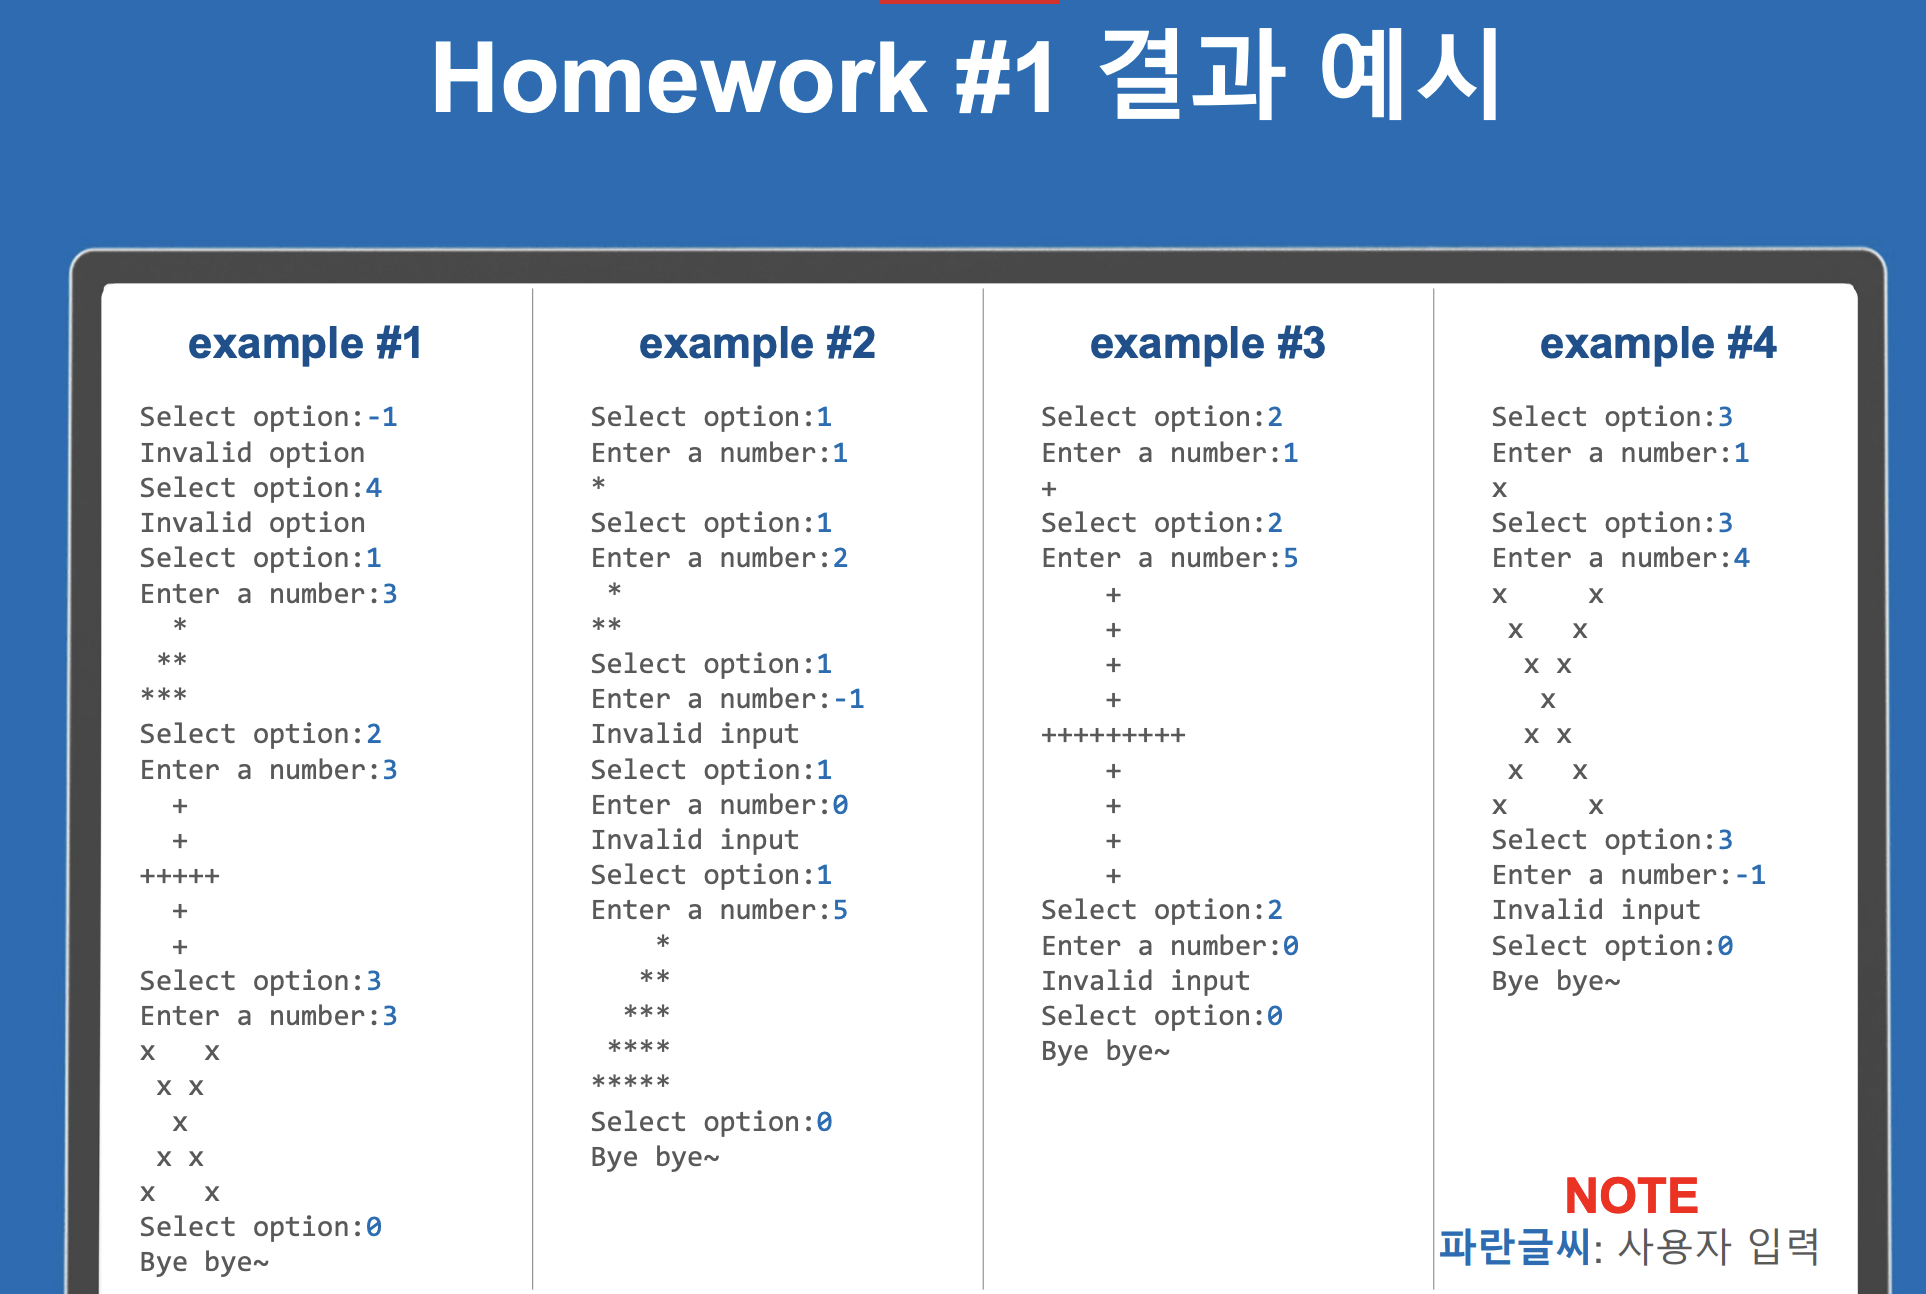 Homework #1 결과 예시
example #1
Select option:-1
Invalid option
Select option:4
Invalid option
Select option:1
Enter a number:3
  *
 **
***
Select option:2
Enter a number:3
  +
  +
+++++
  +
  +
Select option:3
Enter a number:3
x   x
 x x
  x
 x x
x   x
Select option:0
Bye bye~
example #2
Select option:1
Enter a number:1
*
Select option:1
Enter a number:2
 *
**
Select option:1
Enter a number:-1
Invalid input
Select option:1
Enter a number:0
Invalid input
Select option:1
Enter a number:5
    *
   **
  ***
 ****
*****
Select option:0
Bye bye~
example #3
Select option:2
Enter a number:1
+
Select option:2
Enter a number:5
    +
    +
    +
    +
+++++++++
    +
    +
    +
    +
Select option:2
Enter a number:0
Invalid input
Select option:0
Bye bye~
example #4
Select option:3
Enter a number:1
x
Select option:3
Enter a number:4
x     x
 x   x
  x x
   x
  x x
 x   x
x     x
Select option:3
Enter a number:-1
Invalid input
Select option:0
Bye bye~
NOTE
파란글씨: 사용자 입력